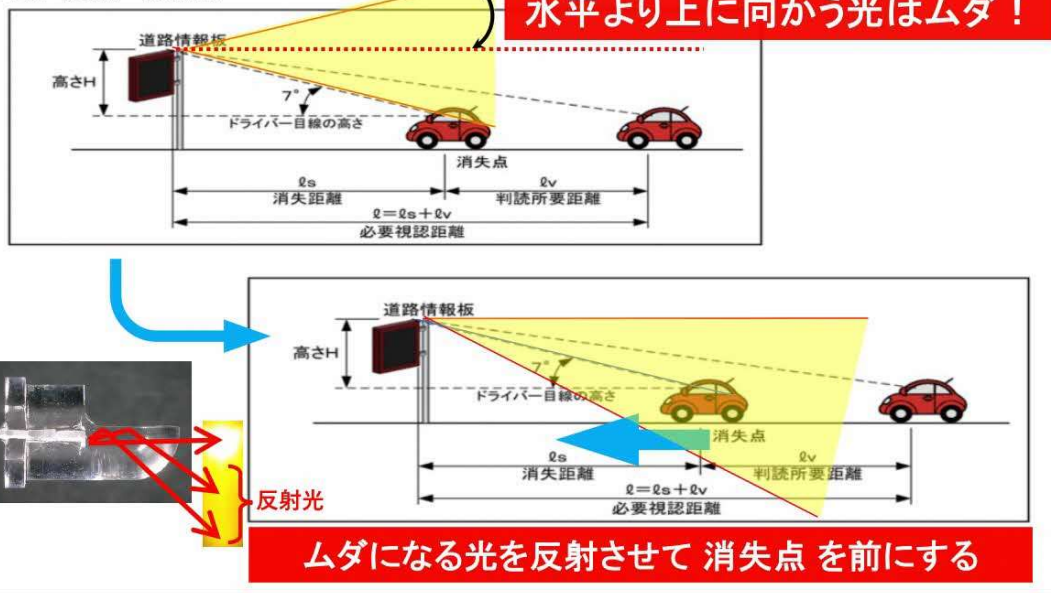 水平より上に向かう光はムダ！
道路情報板
高さH
7°
ドライバー目線の高さ
消失点
ℓs
消失距離
ℓv
判読所要距離
ℓ=ℓs+ℓv
必要視認距離
道路情報板
高さH
7°
ドライバー目線の高さ
消失点
ℓs
消失距離
ℓv
判読所要距離
ℓ=ℓs+ℓv
必要視認距離
反射光
ムダになる光を反射させて 消失点 を前にする